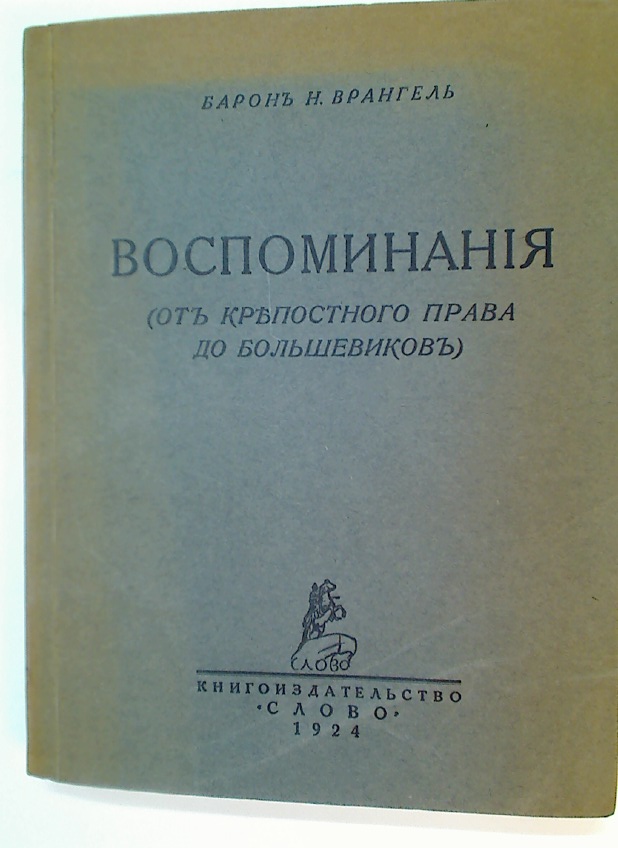 БАРОНЪ Н. ВРАНГЕЛЬ
ВОСПОМИНАНІЯ
(ОТЪ КРѢПОСТНОГО ПРАВА
ДО БОЛЬШЕВИКОВЪ)
СЛОВО
КНИГОИЗДАТЕЛЬСТВО
«СЛОВО»
1924